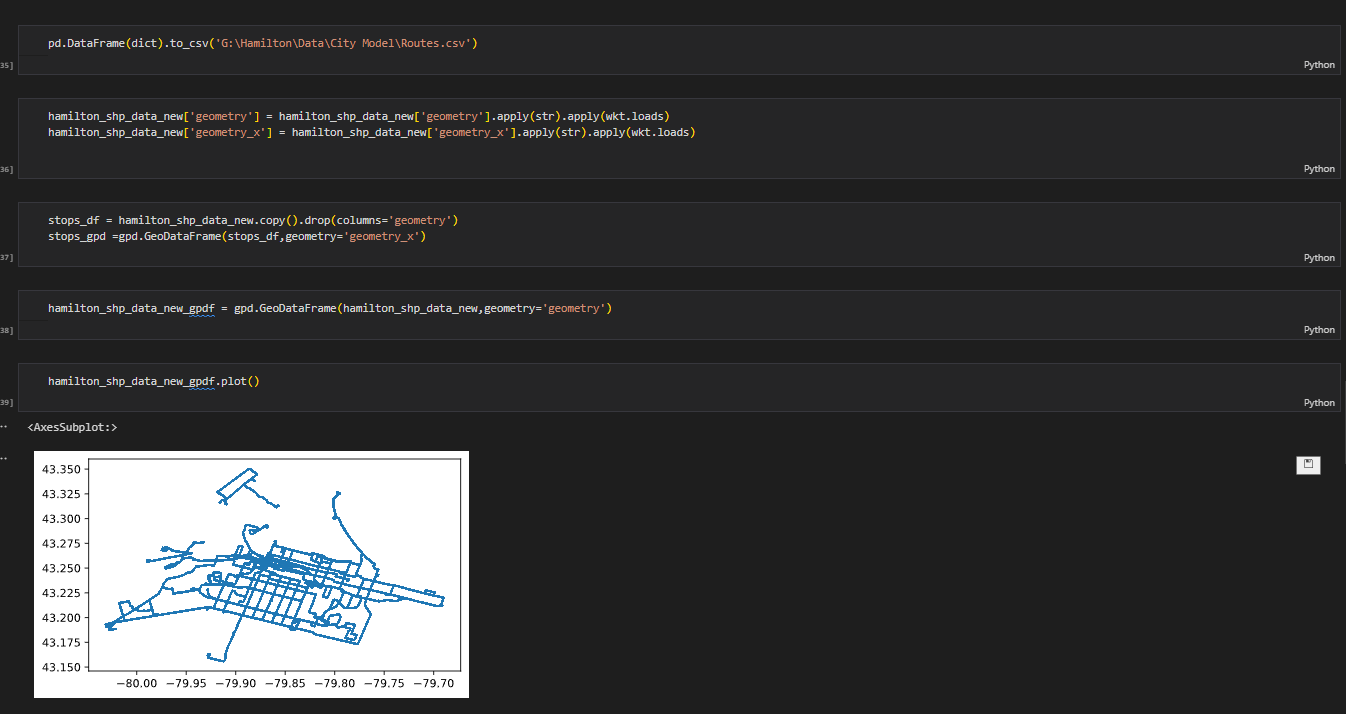 pd.DataFrame(dict).to_csv('G:\Hamilton\Data\City Model\Routes.csv')
35]
Python
hamilton_shp_data_new['geometry'] = hamilton_shp_data_new['geometry'].apply(str).apply(wkt.loads)
hamilton_shp_data_new['geometry_x'] = hamilton_shp_data_new['geometry_x'].apply(str).apply(wkt.loads)
36]
Python
stops_df = hamilton_shp_data_new.copy().drop(columns='geometry')
stops_gpd =gpd.GeoDataFrame(stops_df,geometry='geometry_x')
37]
Python
hamilton_shp_data_new_gpdf = gpd.GeoDataFrame(hamilton_shp_data_new,geometry='geometry')
38]
Python
hamilton_shp_data_new_gpdf.plot()
39]
Python
<AxesSubplot:>
43.350
43.325
43.300
43.275
43.250
43.225
43.200
43.175
43.150
−80.00 −79.95 −79.90 −79.85 −79.80 −79.75 −79.70